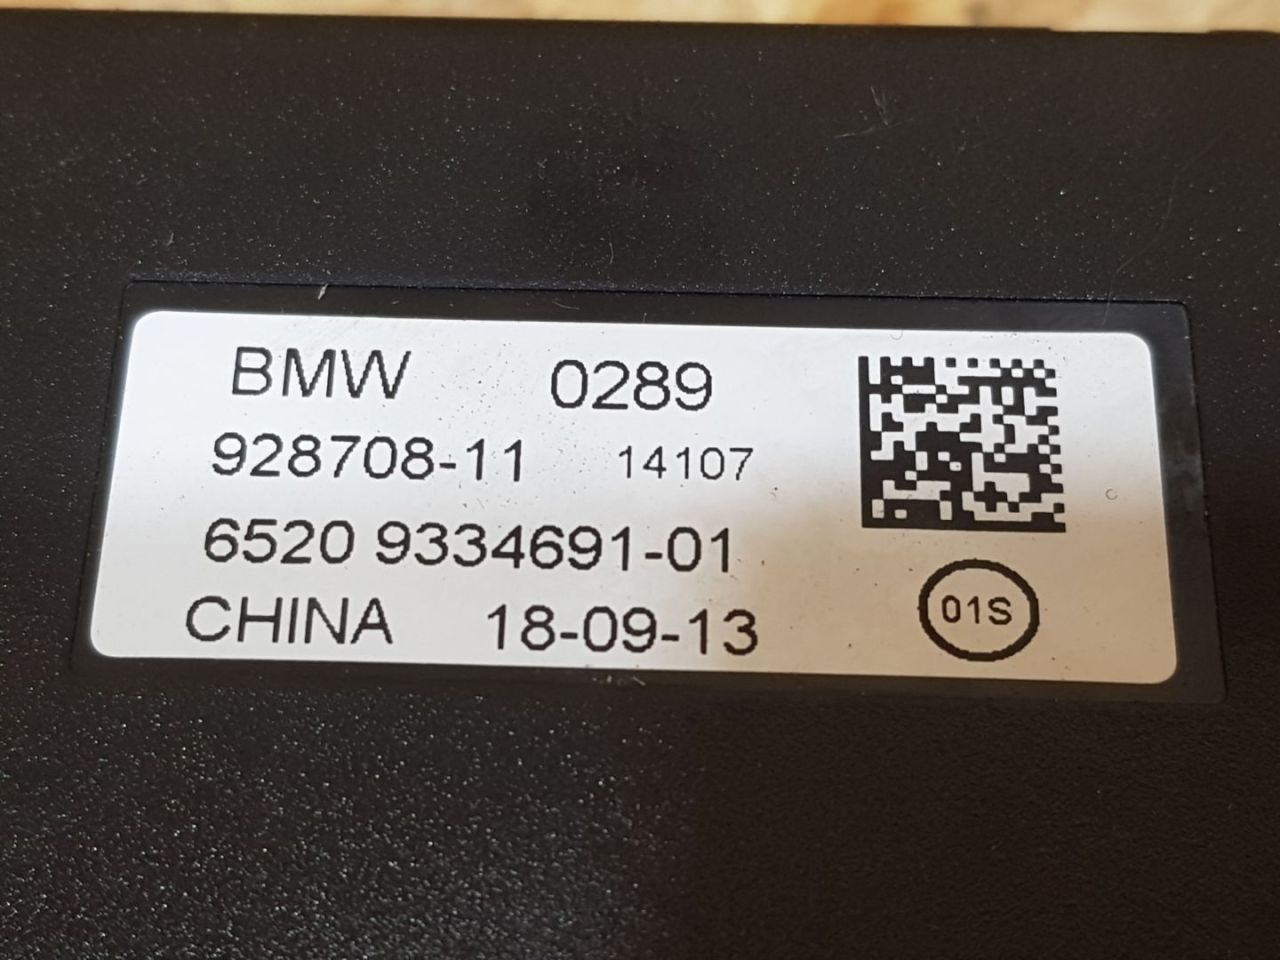 BMW 0289
928708-11 14107
6520 9334691-01
CHINA 18-09-13
01S